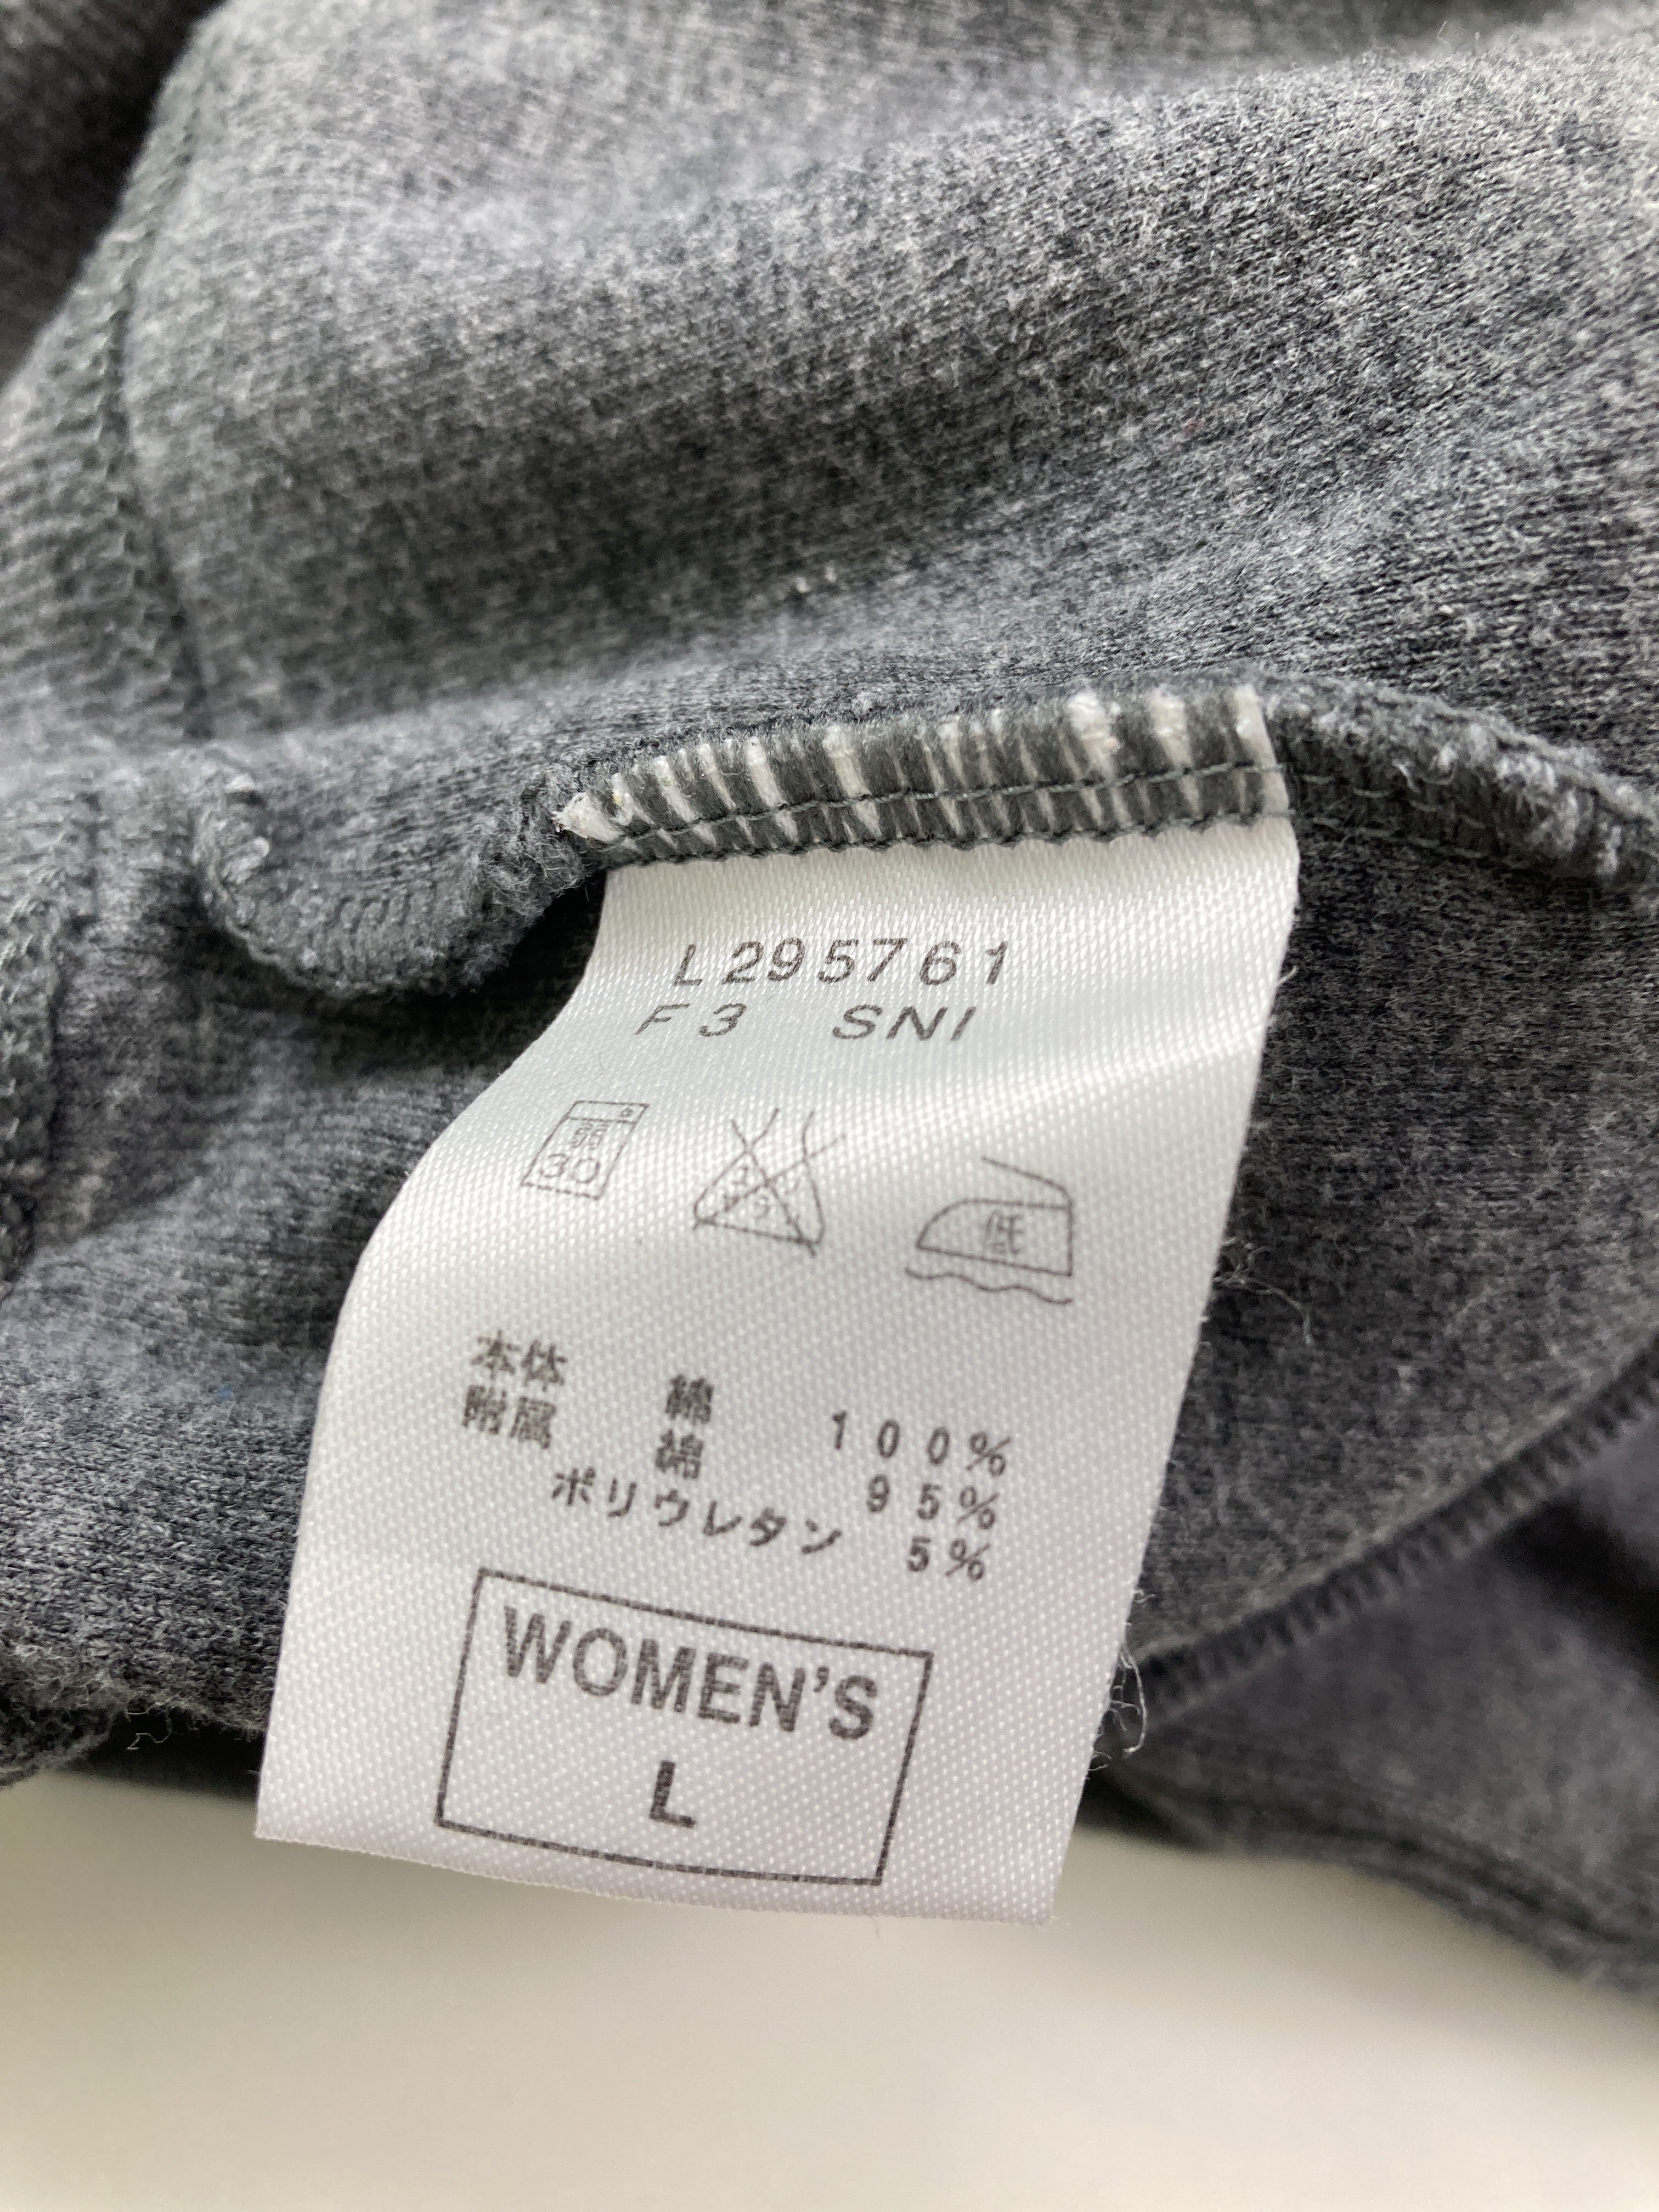 L295761
F3 SNI
弱
30
低
本体 綿 100%
附属 綿 95%
ポリウレタン 5%
WOMEN'S
L